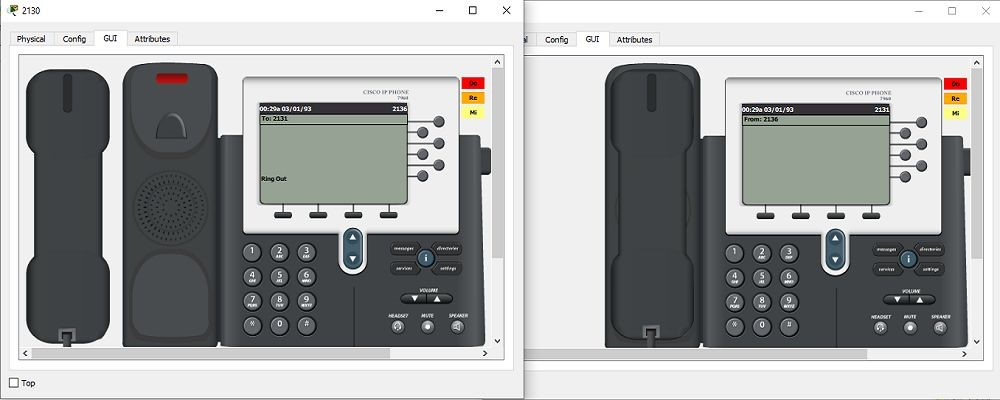 2130
Physical
Config
GUI
Attributes
CISCO IP PHONE
7960
00:29a 03/01/93
2136
To: 2131
Ring Out
Do
Re
Mi
1
2 ABC
3 DEF
4 GHI
5 JKL
6 MNO
7 PQRS
8 TUV
9 WXYZ
*
0
#
messages
directories
services
settings
i
VOLUME
HEADSET
MUTE
SPEAKER
Top
Config
GUI
Attributes
CISCO IP PHONE
7960
00:29a 03/01/93
2131
From: 2136
Do
Re
Mi
1
2 ABC
3 DEF
4 GHI
5 JKL
6 MNO
7 PQRS
8 TUV
9 WXYZ
*
0
#
messages
directories
services
settings
i
VOLUME
HEADSET
MUTE
SPEAKER